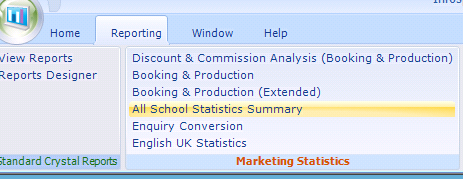 Home Reporting Window Help
View Reports
Reports Designer
Standard Crystal Reports
Discount & Commission Analysis (Booking & Production)
Booking & Production
Booking & Production (Extended)
All School Statistics Summary
Enquiry Conversion
English UK Statistics
Marketing Statistics